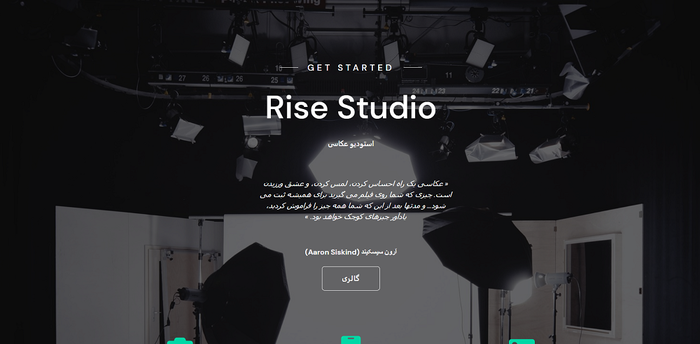 GET STARTED
Rise Studio
استودیو عکاسی
« عکاسی یک راه احساس کردن، لمس کردن، و عشق ورزیدن
است. چیزی که شما روی فیلم می گیرید برای همیشه ثبت می
شود... و مدتها بعد از این که شما همه چیز را فراموش کردید،
یادآور چیزهای کوچک خواهد بود. »
آرون سیسکیند (Aaron Siskind)
گالری
10
11